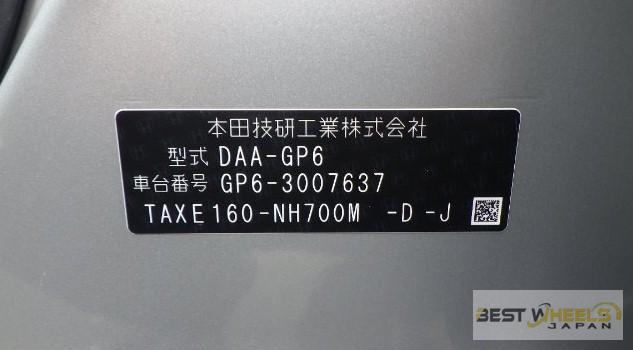 本田技研工業株式会社
型式 DAA-GP6
車台番号 GP6-3007637
TAXE160-NH700M -D-J
BEST WHEELS
JAPAN